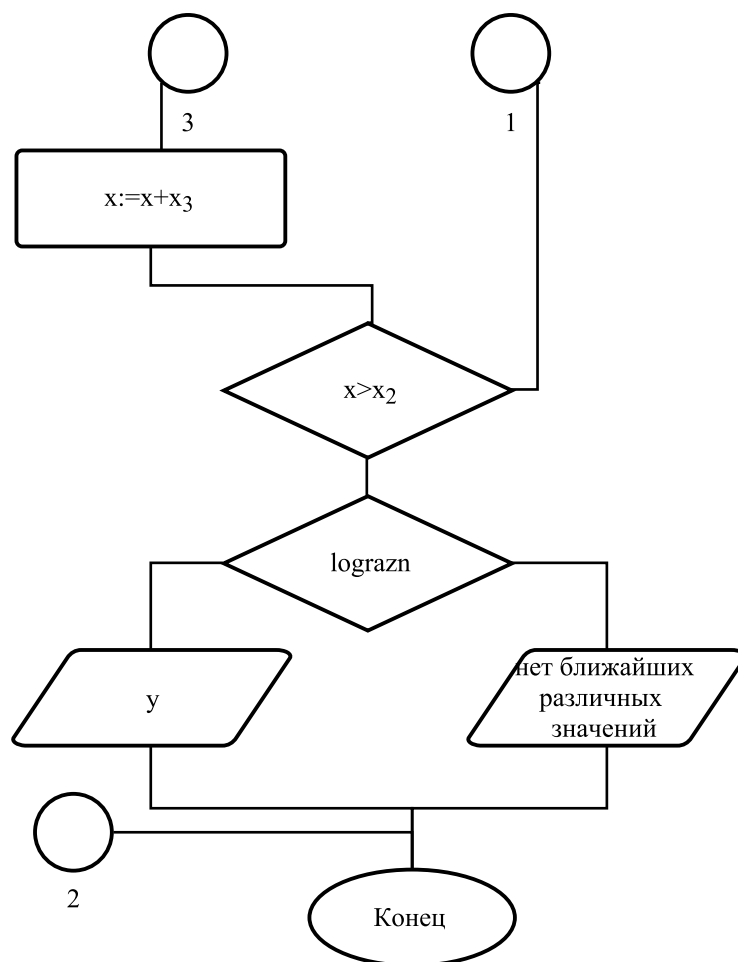 3
1
x:=x+x₃
x>x₂
lograzn
y
нет ближайших
различных
значений
2
Конец